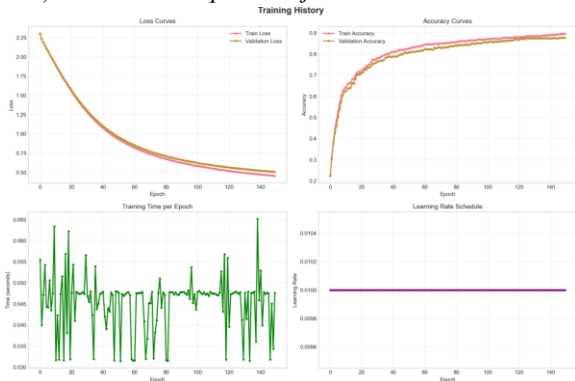 Training History
Loss Curves
Accuracy Curves
Train Loss
Validation Loss
Train Accuracy
Validation Accuracy
2.25
2.00
1.75
1.50
1.25
1.00
0.75
0.50
Loss
0 20 40 60 80 100 120 140
Epoch
0.9
0.8
0.7
0.6
0.5
0.4
0.3
0.2
Accuracy
0 20 40 60 80 100 120 140
Epoch
Training Time per Epoch
Learning Rate Schedule
0.065
0.060
0.055
0.050
0.045
0.040
0.035
0.030
Time (seconds)
0 20 40 60 80 100 120 140
Epoch
0.0104
0.0102
0.0100
0.0098
0.0096
Learning Rate
0 20 40 60 80 100 120 140
Epoch